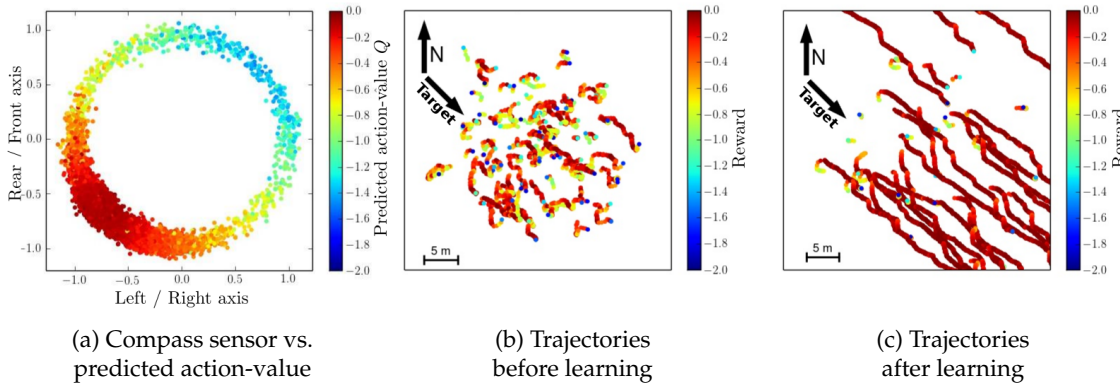 1.0
0.5
0.0
−0.5
−1.0
−1.0 −0.5 0.0 0.5 1.0
Rear / Front axis
Left / Right axis
0.0
−0.2
−0.4
−0.6
−0.8
−1.0
−1.2
−1.4
−1.6
−1.8
−2.0
Predicted action-value Q
N
Target
5 m
0.0
−0.2
−0.4
−0.6
−0.8
−1.0
−1.2
−1.4
−1.6
−1.8
−2.0
Reward
N
Target
5 m
0.0
−0.2
−0.4
−0.6
−0.8
−1.0
−1.2
−1.4
−1.6
−1.8
−2.0
Reward
(a) Compass sensor vs.
predicted action-value
(b) Trajectories
before learning
(c) Trajectories
after learning